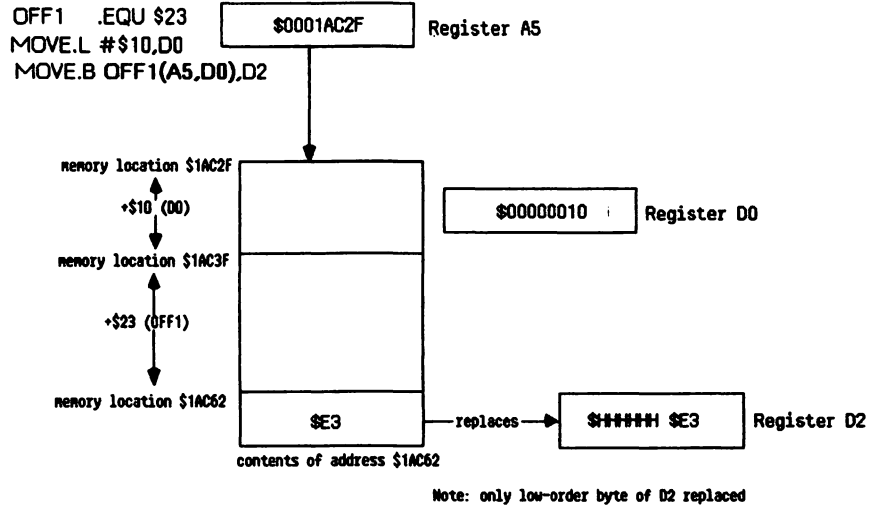 OFF1 .EQU $23
MOVE.L #$10,D0
MOVE.B OFF1(A5,D0),D2
$0001AC2F
Register A5
memory location $1AC2F
+$10 (D0)
$00000010
Register D0
memory location $1AC3F
+$23 (OFF1)
memory location $1AC62
$E3
replaces
$HHHHHH $E3
Register D2
contents of address $1AC62
Note: only low-order byte of D2 replaced